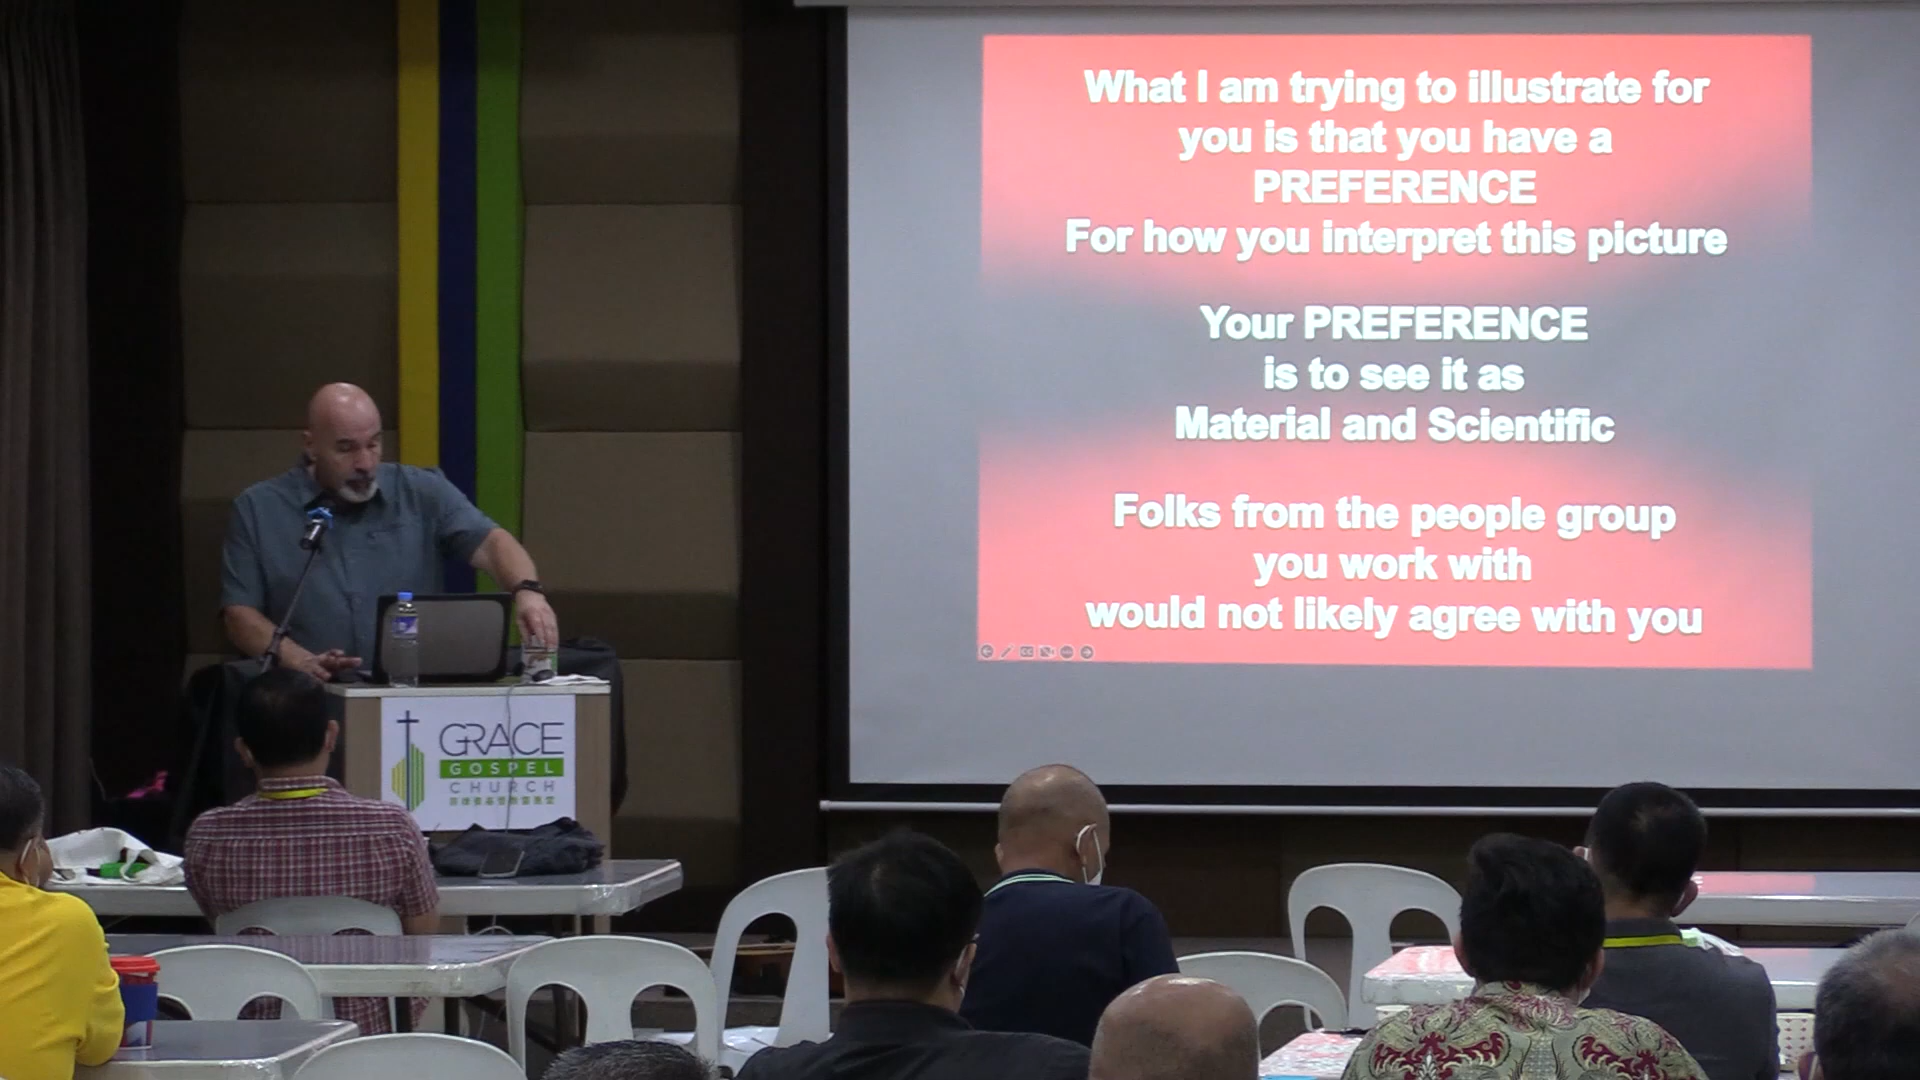 What I am trying to illustrate for
you is that you have a
PREFERENCE
For how you interpret this picture
Your PREFERENCE
is to see it as
Material and Scientific
Folks from the people group
you work with
would not likely agree with you
GRACE
GOSPEL
CHURCH